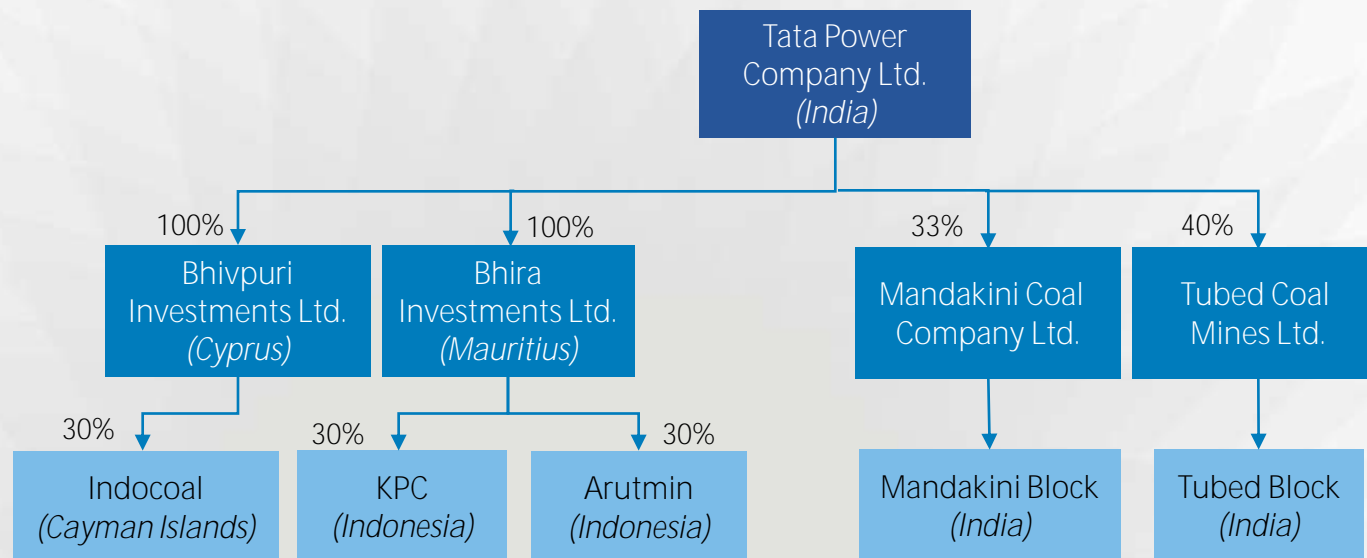 Tata Power
Company Ltd.
(India)
100%
100%
33%
40%
Bhivpuri
Investments Ltd.
(Cyprus)
Bhira
Investments Ltd.
(Mauritius)
Mandakini Coal
Company Ltd.
Tubed Coal
Mines Ltd.
30%
30%
30%
Indocoal
(Cayman Islands)
KPC
(Indonesia)
Arutmin
(Indonesia)
Mandakini Block
(India)
Tubed Block
(India)